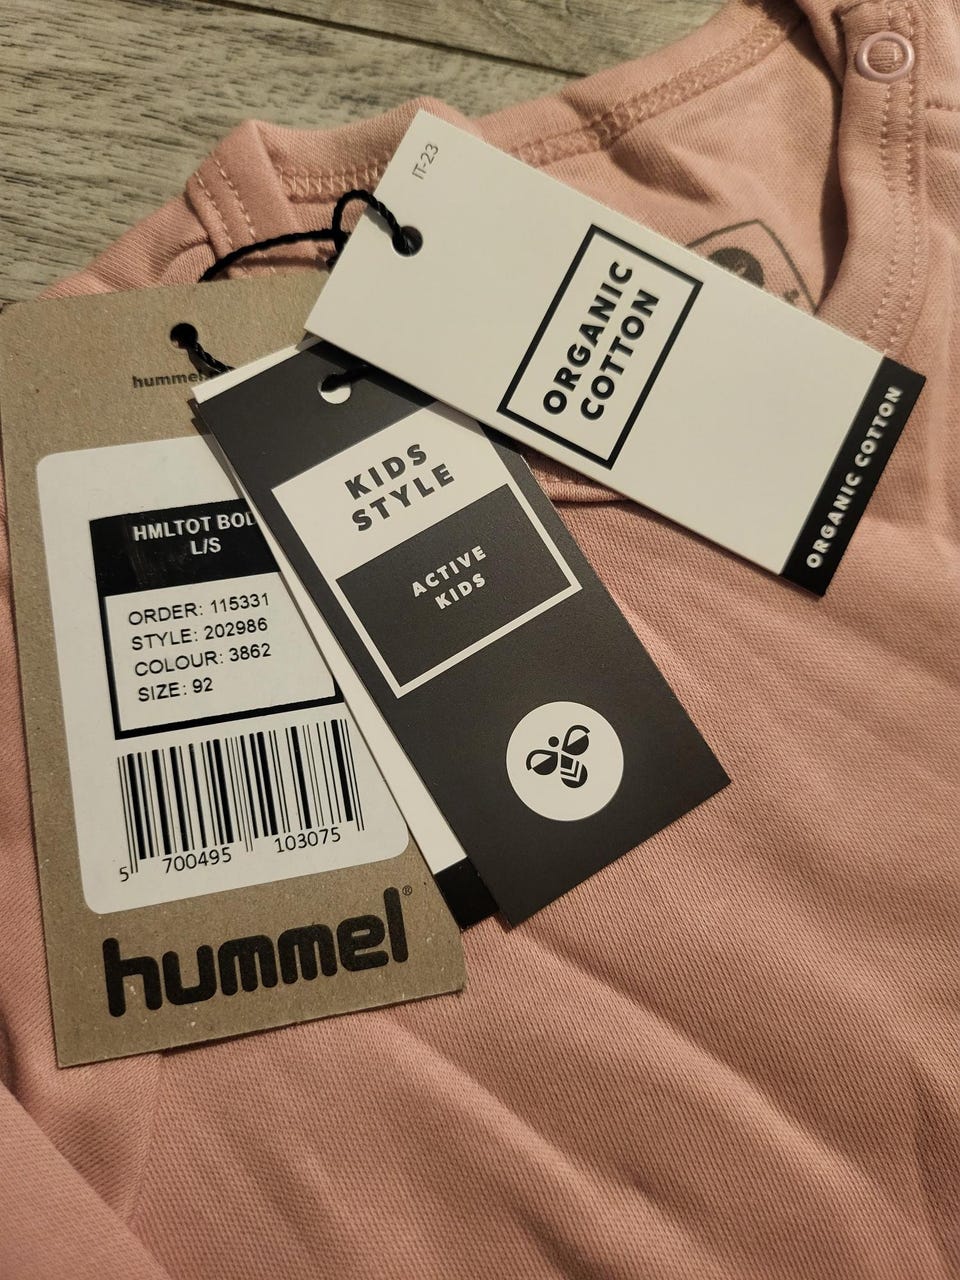 IT-23
ORGANIC
COTTON
ORGANIC COTTON
hummel
HMLTOT BOD
L/S
ORDER: 115331
STYLE: 202986
COLOUR: 3862
SIZE: 92
5 700495 103075
hummel®
KIDS
STYLE
ACTIVE
KIDS